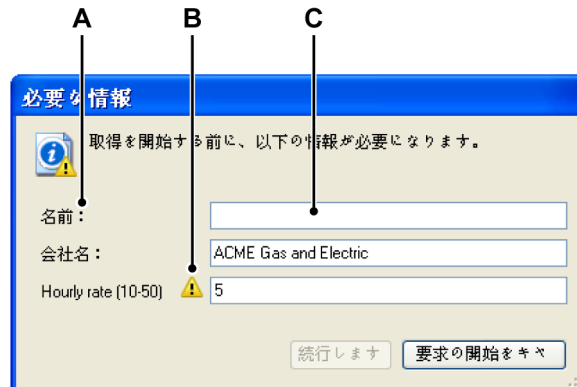 A B C
必要な情報
取得を開始する前に、以下の情報が必要になります。
名前：
会社名： ACME Gas and Electric
Hourly rate (10-50) 5
続行します 要求の開始をキャ